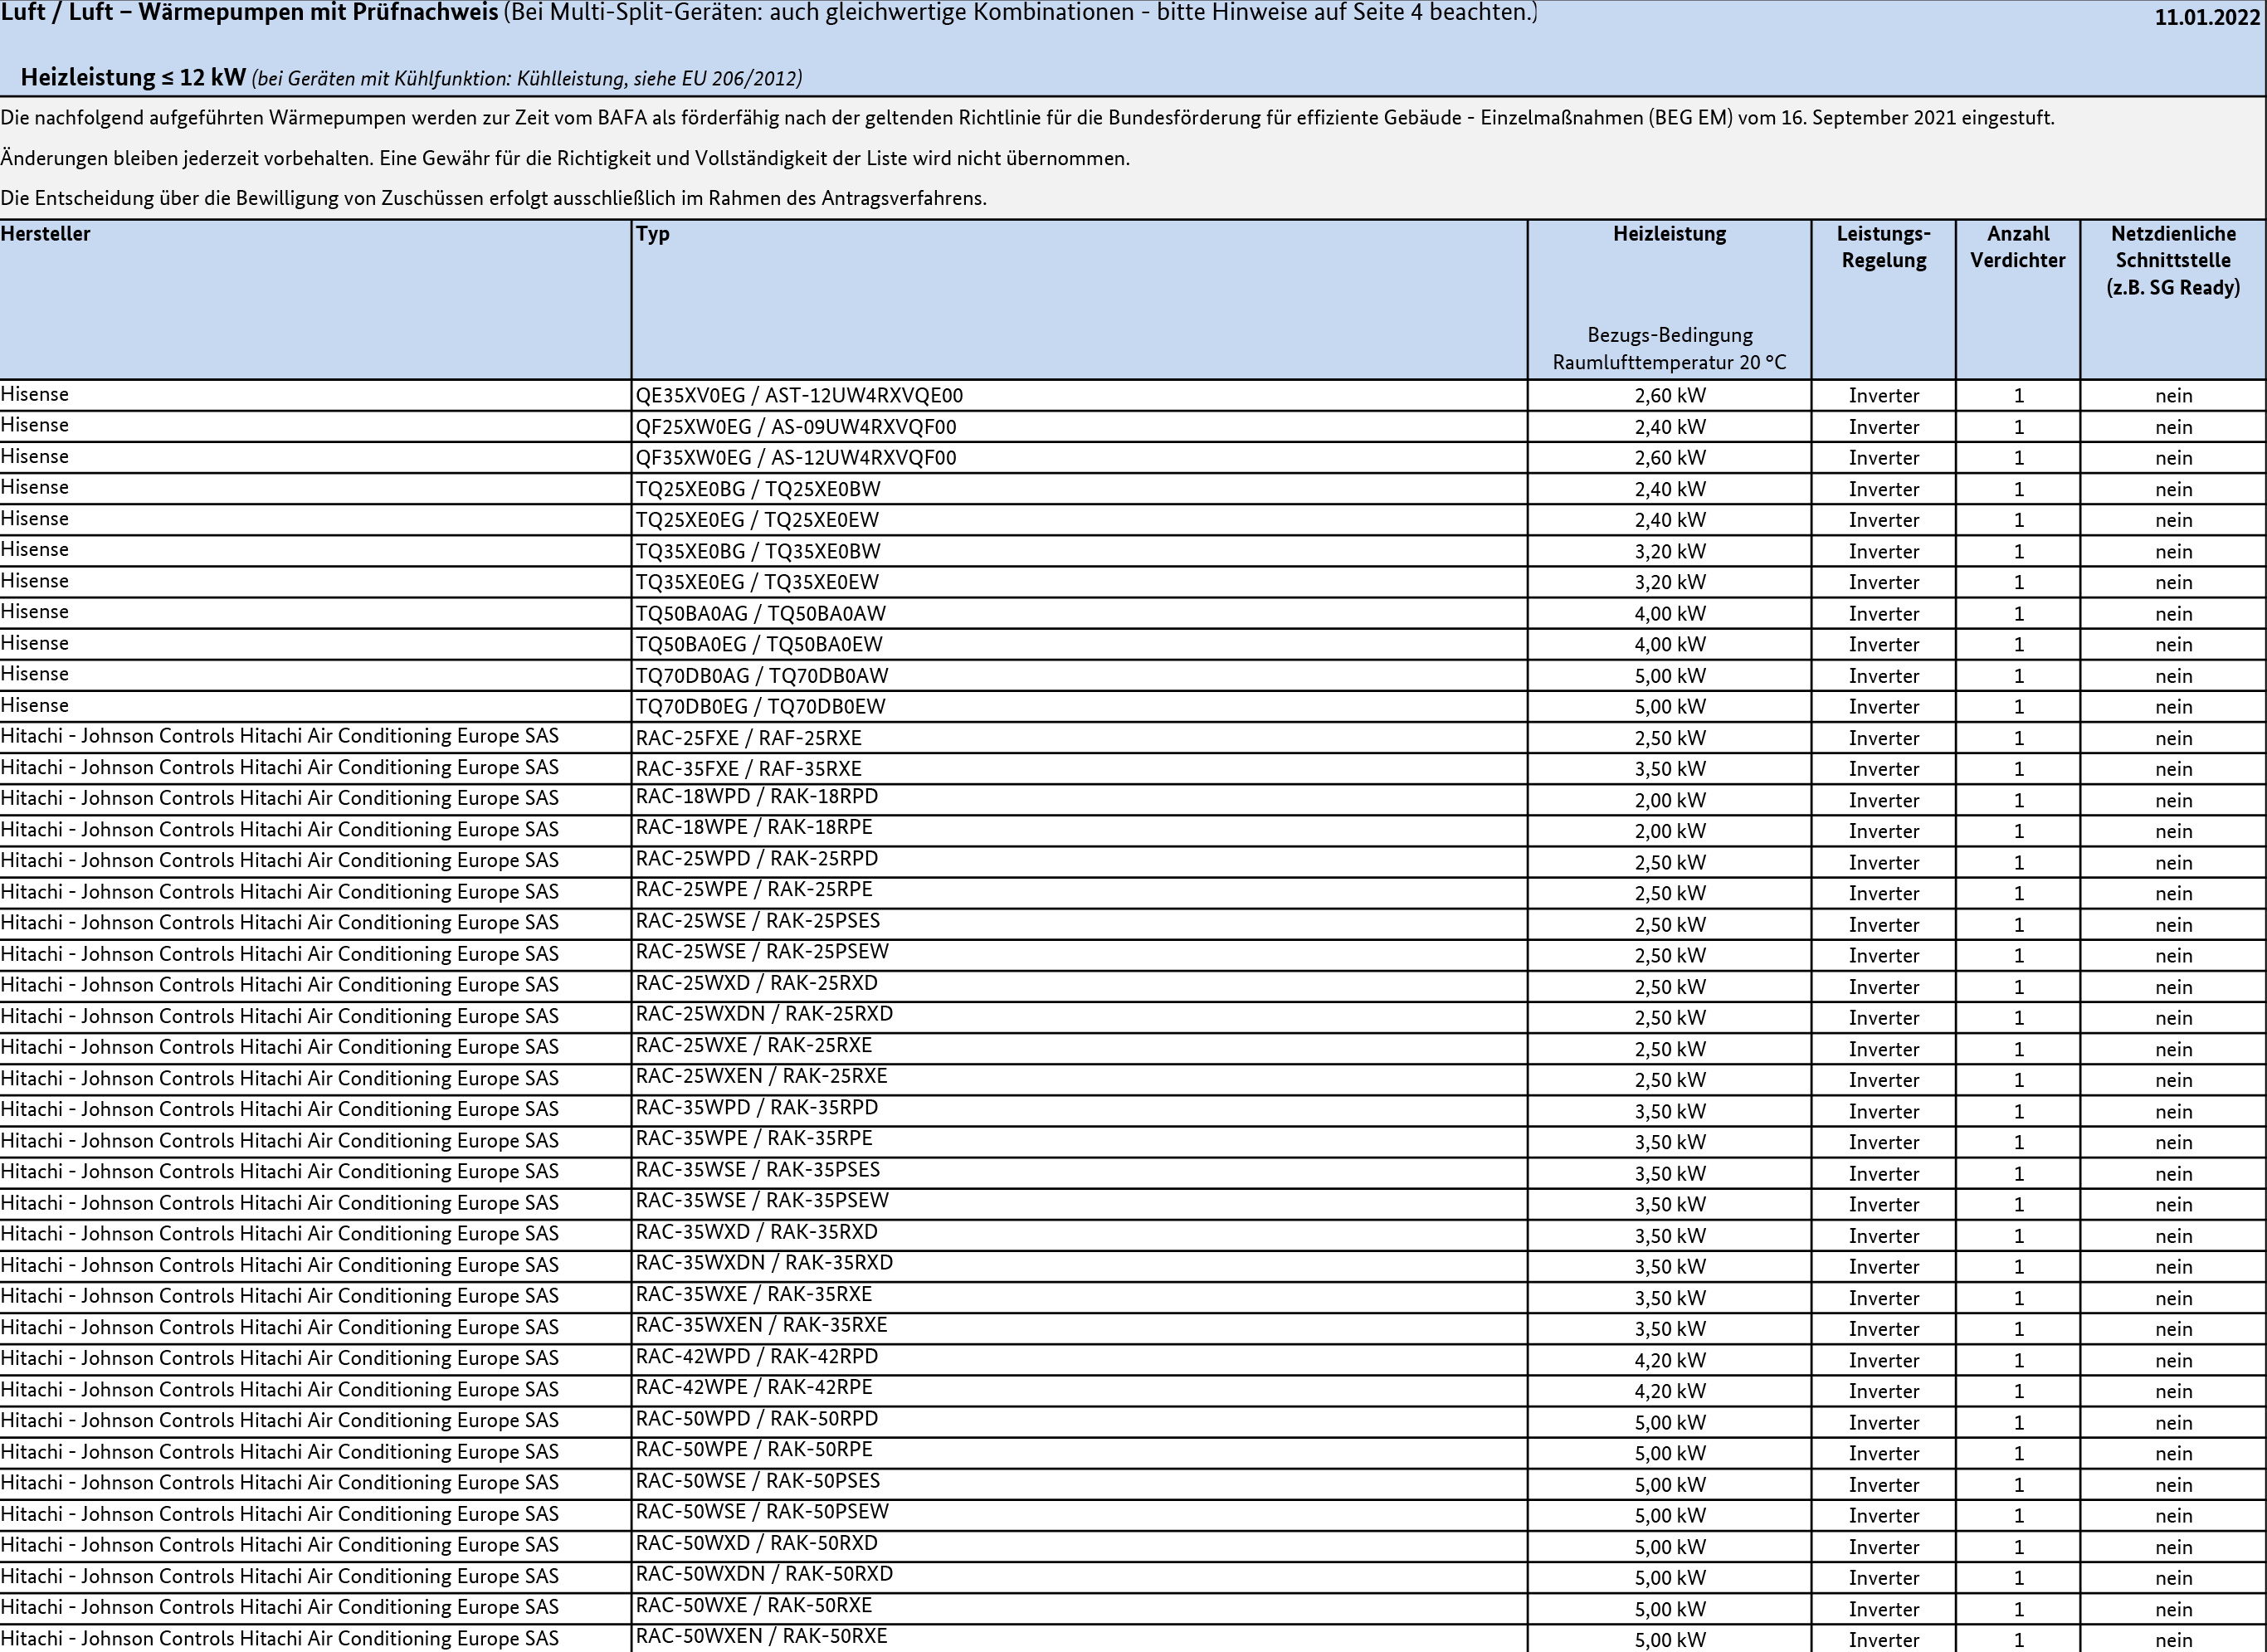 Luft / Luft – Wärmepumpen mit Prüfnachweis (Bei Multi-Split-Geräten: auch gleichwertige Kombinationen - bitte Hinweise auf Seite 4 beachten.) 11.01.2022
Heizleistung ≤ 12 kW (bei Geräten mit Kühlfunktion: Kühlleistung, siehe EU 206/2012)
Die nachfolgend aufgeführten Wärmepumpen werden zur Zeit vom BAFA als förderfähig nach der geltenden Richtlinie für die Bundesförderung für effiziente Gebäude - Einzelmaßnahmen (BEG EM) vom 16. September 2021 eingestuft.
Änderungen bleiben jederzeit vorbehalten. Eine Gewähr für die Richtigkeit und Vollständigkeit der Liste wird nicht übernommen.
Die Entscheidung über die Bewilligung von Zuschüssen erfolgt ausschließlich im Rahmen des Antragsverfahrens.
Hersteller Typ Heizleistung Leistungs- Anzahl Netzdienliche
Regelung Verdichter Schnittstelle
(z.B. SG Ready)
Bezugs-Bedingung
Raumlufttemperatur 20 °C
Hisense QE35XV0EG / AST-12UW4RXVQE00 2,60 kW Inverter 1 nein
Hisense QF25XW0EG / AS-09UW4RXVQF00 2,40 kW Inverter 1 nein
Hisense QF35XW0EG / AS-12UW4RXVQF00 2,60 kW Inverter 1 nein
Hisense TQ25XE0BG / TQ25XE0BW 2,40 kW Inverter 1 nein
Hisense TQ25XE0EG / TQ25XE0EW 2,40 kW Inverter 1 nein
Hisense TQ35XE0BG / TQ35XE0BW 3,20 kW Inverter 1 nein
Hisense TQ35XE0EG / TQ35XE0EW 3,20 kW Inverter 1 nein
Hisense TQ50BA0AG / TQ50BA0AW 4,00 kW Inverter 1 nein
Hisense TQ50BA0EG / TQ50BA0EW 4,00 kW Inverter 1 nein
Hisense TQ70DB0AG / TQ70DB0AW 5,00 kW Inverter 1 nein
Hisense TQ70DB0EG / TQ70DB0EW 5,00 kW Inverter 1 nein
Hitachi - Johnson Controls Hitachi Air Conditioning Europe SAS RAC-25FXE / RAF-25RXE 2,50 kW Inverter 1 nein
Hitachi - Johnson Controls Hitachi Air Conditioning Europe SAS RAC-35FXE / RAF-35RXE 3,50 kW Inverter 1 nein
Hitachi - Johnson Controls Hitachi Air Conditioning Europe SAS RAC-18WPD / RAK-18RPD 2,00 kW Inverter 1 nein
Hitachi - Johnson Controls Hitachi Air Conditioning Europe SAS RAC-18WPE / RAK-18RPE 2,00 kW Inverter 1 nein
Hitachi - Johnson Controls Hitachi Air Conditioning Europe SAS RAC-25WPD / RAK-25RPD 2,50 kW Inverter 1 nein
Hitachi - Johnson Controls Hitachi Air Conditioning Europe SAS RAC-25WPE / RAK-25RPE 2,50 kW Inverter 1 nein
Hitachi - Johnson Controls Hitachi Air Conditioning Europe SAS RAC-25WSE / RAK-25PSES 2,50 kW Inverter 1 nein
Hitachi - Johnson Controls Hitachi Air Conditioning Europe SAS RAC-25WSE / RAK-25PSEW 2,50 kW Inverter 1 nein
Hitachi - Johnson Controls Hitachi Air Conditioning Europe SAS RAC-25WXD / RAK-25RXD 2,50 kW Inverter 1 nein
Hitachi - Johnson Controls Hitachi Air Conditioning Europe SAS RAC-25WXDN / RAK-25RXD 2,50 kW Inverter 1 nein
Hitachi - Johnson Controls Hitachi Air Conditioning Europe SAS RAC-25WXE / RAK-25RXE 2,50 kW Inverter 1 nein
Hitachi - Johnson Controls Hitachi Air Conditioning Europe SAS RAC-25WXEN / RAK-25RXE 2,50 kW Inverter 1 nein
Hitachi - Johnson Controls Hitachi Air Conditioning Europe SAS RAC-35WPD / RAK-35RPD 3,50 kW Inverter 1 nein
Hitachi - Johnson Controls Hitachi Air Conditioning Europe SAS RAC-35WPE / RAK-35RPE 3,50 kW Inverter 1 nein
Hitachi - Johnson Controls Hitachi Air Conditioning Europe SAS RAC-35WSE / RAK-35PSES 3,50 kW Inverter 1 nein
Hitachi - Johnson Controls Hitachi Air Conditioning Europe SAS RAC-35WSE / RAK-35PSEW 3,50 kW Inverter 1 nein
Hitachi - Johnson Controls Hitachi Air Conditioning Europe SAS RAC-35WXD / RAK-35RXD 3,50 kW Inverter 1 nein
Hitachi - Johnson Controls Hitachi Air Conditioning Europe SAS RAC-35WXDN / RAK-35RXD 3,50 kW Inverter 1 nein
Hitachi - Johnson Controls Hitachi Air Conditioning Europe SAS RAC-35WXE / RAK-35RXE 3,50 kW Inverter 1 nein
Hitachi - Johnson Controls Hitachi Air Conditioning Europe SAS RAC-35WXEN / RAK-35RXE 3,50 kW Inverter 1 nein
Hitachi - Johnson Controls Hitachi Air Conditioning Europe SAS RAC-42WPD / RAK-42RPD 4,20 kW Inverter 1 nein
Hitachi - Johnson Controls Hitachi Air Conditioning Europe SAS RAC-42WPE / RAK-42RPE 4,20 kW Inverter 1 nein
Hitachi - Johnson Controls Hitachi Air Conditioning Europe SAS RAC-50WPD / RAK-50RPD 5,00 kW Inverter 1 nein
Hitachi - Johnson Controls Hitachi Air Conditioning Europe SAS RAC-50WPE / RAK-50RPE 5,00 kW Inverter 1 nein
Hitachi - Johnson Controls Hitachi Air Conditioning Europe SAS RAC-50WSE / RAK-50PSES 5,00 kW Inverter 1 nein
Hitachi - Johnson Controls Hitachi Air Conditioning Europe SAS RAC-50WSE / RAK-50PSEW 5,00 kW Inverter 1 nein
Hitachi - Johnson Controls Hitachi Air Conditioning Europe SAS RAC-50WXD / RAK-50RXD 5,00 kW Inverter 1 nein
Hitachi - Johnson Controls Hitachi Air Conditioning Europe SAS RAC-50WXDN / RAK-50RXD 5,00 kW Inverter 1 nein
Hitachi - Johnson Controls Hitachi Air Conditioning Europe SAS RAC-50WXE / RAK-50RXE 5,00 kW Inverter 1 nein
Hitachi - Johnson Controls Hitachi Air Conditioning Europe SAS RAC-50WXEN / RAK-50RXE 5,00 kW Inverter 1 nein